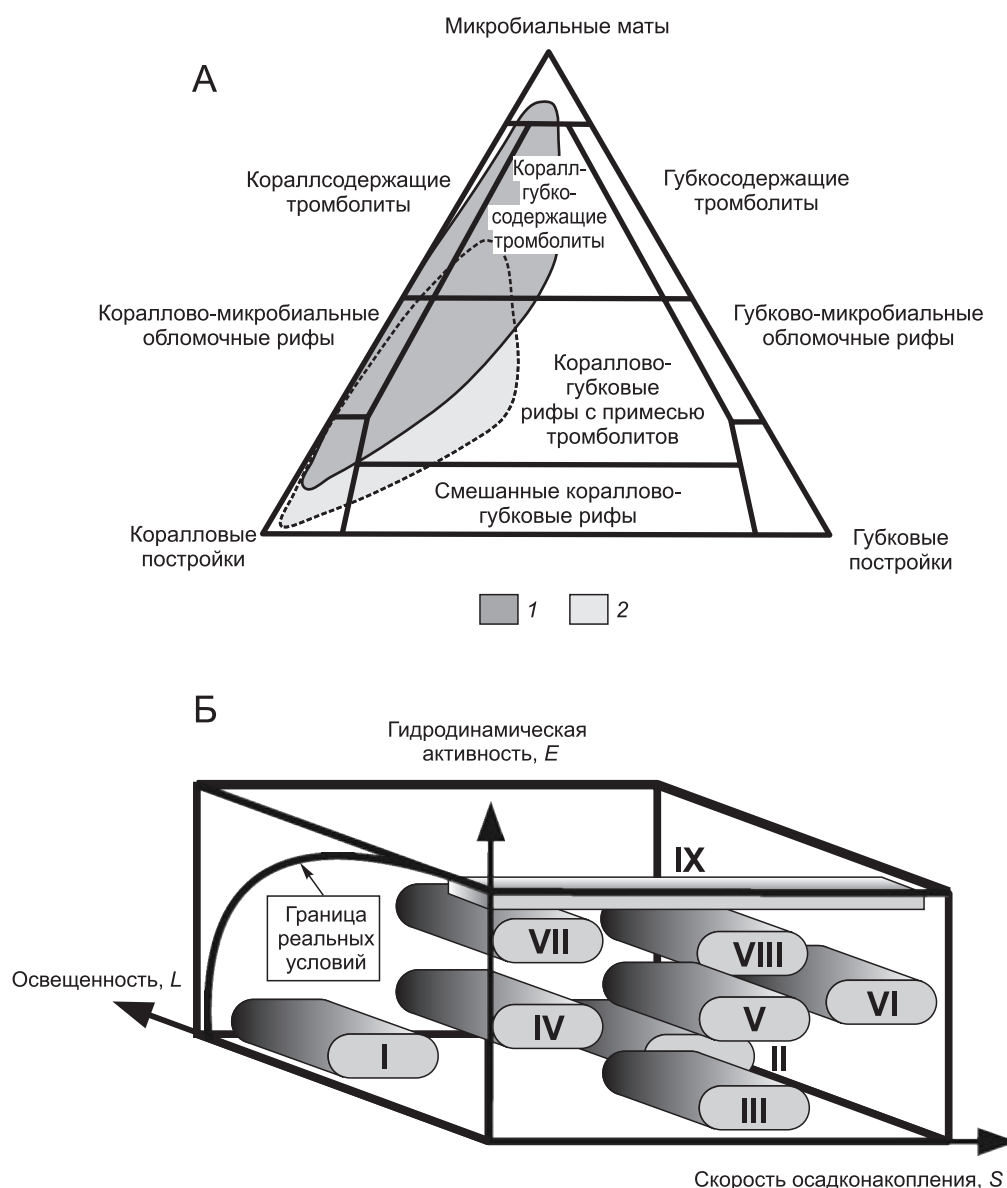 Микробиальные маты
А
Кораллсодержащие
тромболиты
Коралл-
губко-
содержащие
тромболиты
Губкосодержащие
тромболиты
Кораллово-микробиальные
обломочные рифы
Губково-микробиальные
обломочные рифы
Кораллово-
губковые
рифы с примесью
тромболитов
Смешанные кораллово-
губковые рифы
Коралловые
постройки
Губковые
постройки
1 2
Б
Гидродинамическая
активность, E
IX
Граница
реальных
условий
VII
VIII
Освещенность, L
VI
IV
V
I
II
III
Скорость осадконакопления, S